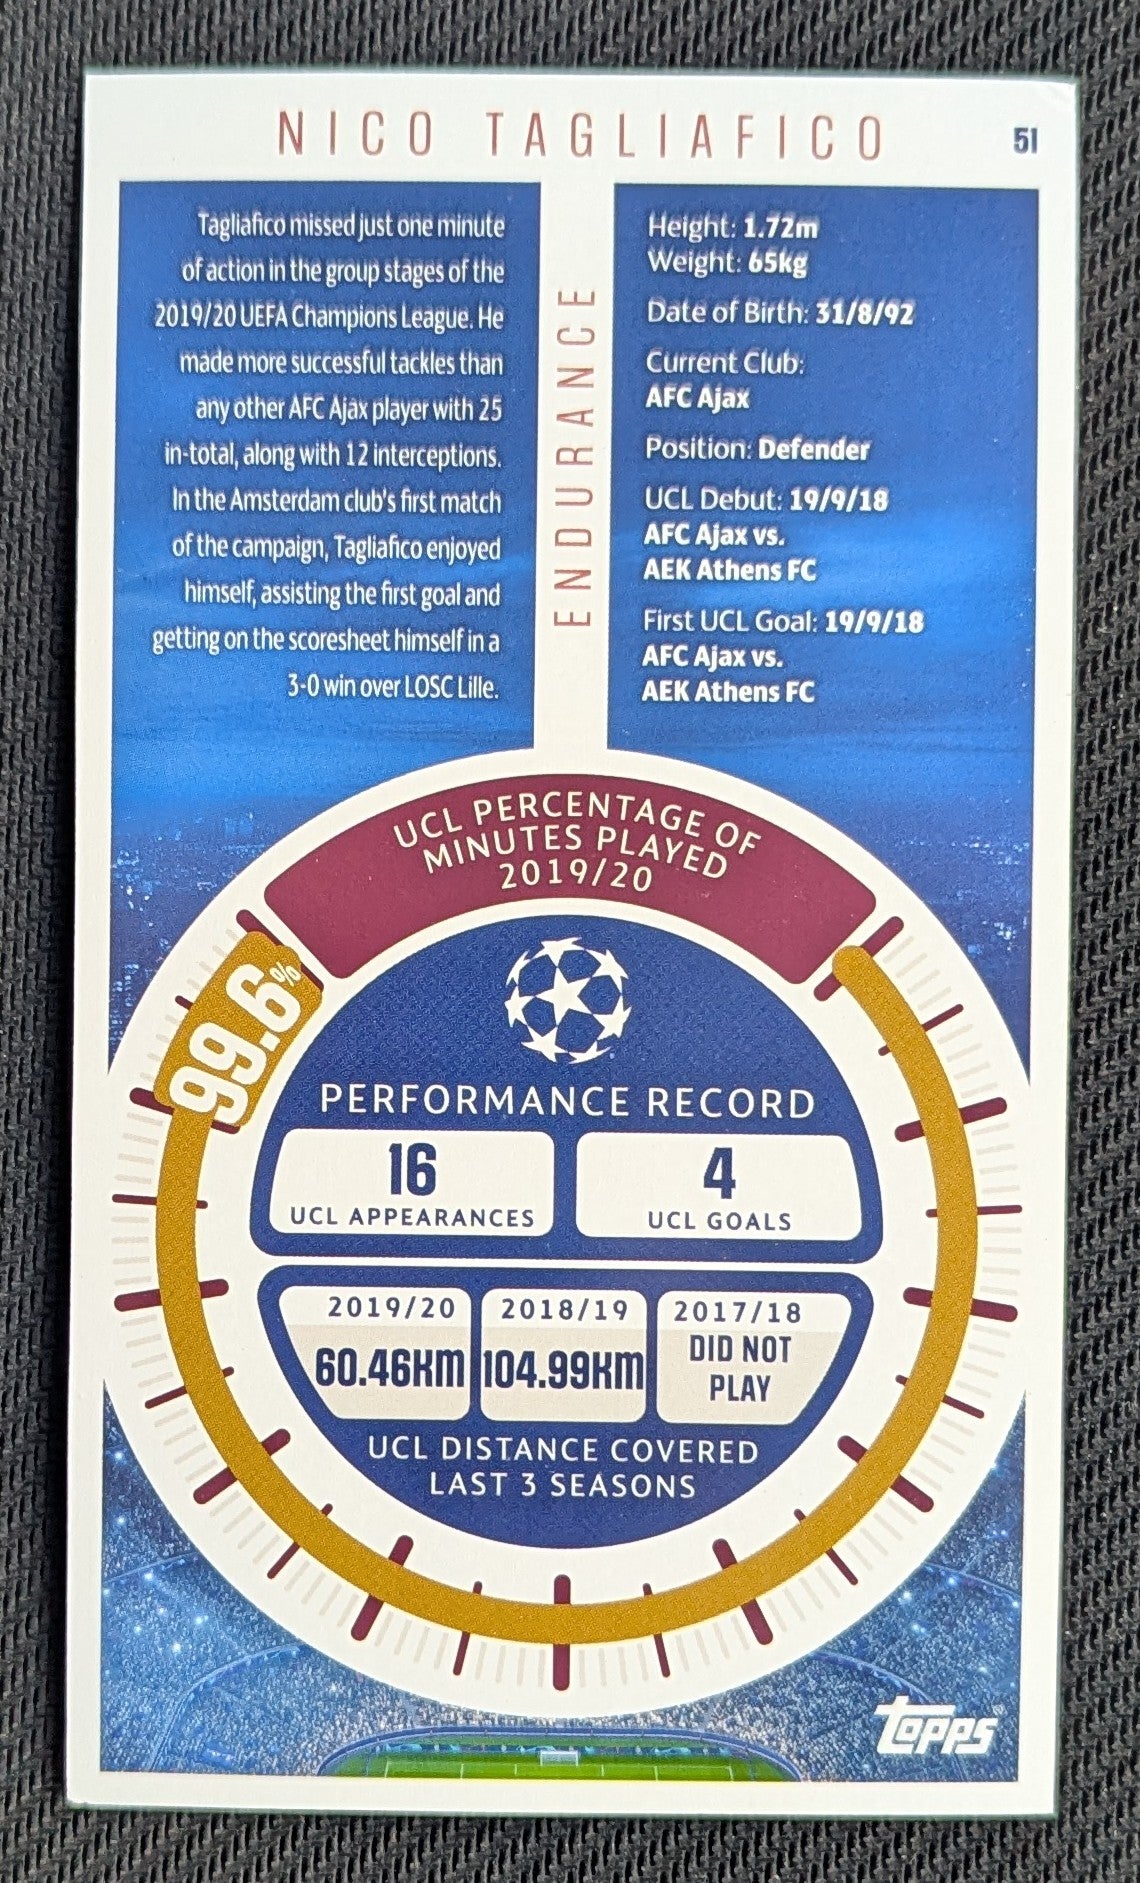 NICO TAGLIAFICO
51
Tagliafico missed just one minute
of action in the group stages of the
2019/20 UEFA Champions League. He
made more successful tackles than
any other AFC Ajax player with 25
in-total, along with 12 interceptions.
In the Amsterdam club's first match
of the campaign, Tagliafico enjoyed
himself, assisting the first goal and
getting on the scoresheet himself in a
3-0 win over LOSC Lille.
ENDURANCE
Height: 1.72m
Weight: 65kg
Date of Birth: 31/8/92
Current Club:
AFC Ajax
Position: Defender
UCL Debut: 19/9/18
AFC Ajax vs.
AEK Athens FC
First UCL Goal: 19/9/18
AFC Ajax vs.
AEK Athens FC
UCL PERCENTAGE OF
MINUTES PLAYED
2019/20
99.6%
PERFORMANCE RECORD
16
UCL APPEARANCES
4
UCL GOALS
2019/20
60.46KM
2018/19
104.99KM
2017/18
DID NOT
PLAY
UCL DISTANCE COVERED
LAST 3 SEASONS
topps